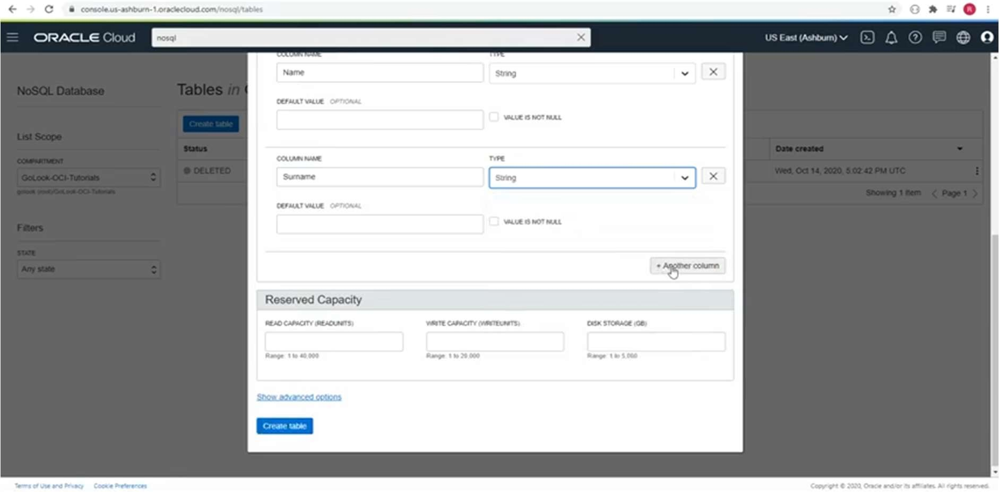 console.us-ashburn-1.oraclecloud.com/nosql/tables
R
ORACLE Cloud
nosql
US East (Ashburn)
NoSQL Database
List Scope
COMPARTMENT
GoLook-OCI-Tutorials
golook (root)/GoLook-OCI-Tutorials
Filters
STATE
Any state
Tables in
Create table
Status
DELETED
COLUMN NAME TYPE
Name String
DEFAULT VALUE OPTIONAL
VALUE IS NOT NULL
COLUMN NAME TYPE
Surname String
DEFAULT VALUE OPTIONAL
VALUE IS NOT NULL
+ Another column
Reserved Capacity
READ CAPACITY (READUNITS) WRITE CAPACITY (WRITEUNITS) DISK STORAGE (GB)
Range: 1 to 40,000 Range: 1 to 20,000 Range: 1 to 5,000
Show advanced options
Create table
Date created
Wed, Oct 14, 2020, 5:02:42 PM UTC
Showing 1 Item < Page 1 >
Terms of Use and Privacy Cookie Preferences
Copyright © 2020, Oracle and/or its affiliates. All rights reserved.